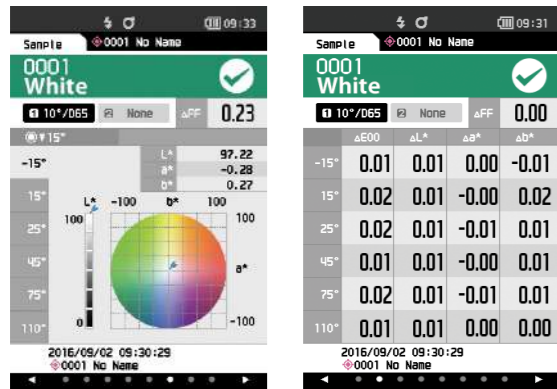 09:33
Sample 0001 No Name
0001
White
1 10°/D65 2 None ΔFF 0.23
15°
-15° L* 97.22
a* -0.28
b* 0.27
15° L* -100 b* 100
25° 100 100
45° a*
75°
110° 0 -100
2016/09/02 09:30:29
0001 No Name
09:31
Sample 0001 No Name
0001
White
1 10°/D65 2 None ΔFF 0.00
ΔE00 ΔL* Δa* Δb*
-15° 0.01 0.01 0.00 -0.01
15° 0.02 0.01 -0.00 0.02
25° 0.02 0.01 -0.01 0.01
45° 0.01 0.01 -0.00 0.01
75° 0.02 0.01 -0.01 0.01
110° 0.01 0.01 0.00 0.00
2016/09/02 09:30:29
0001 No Name